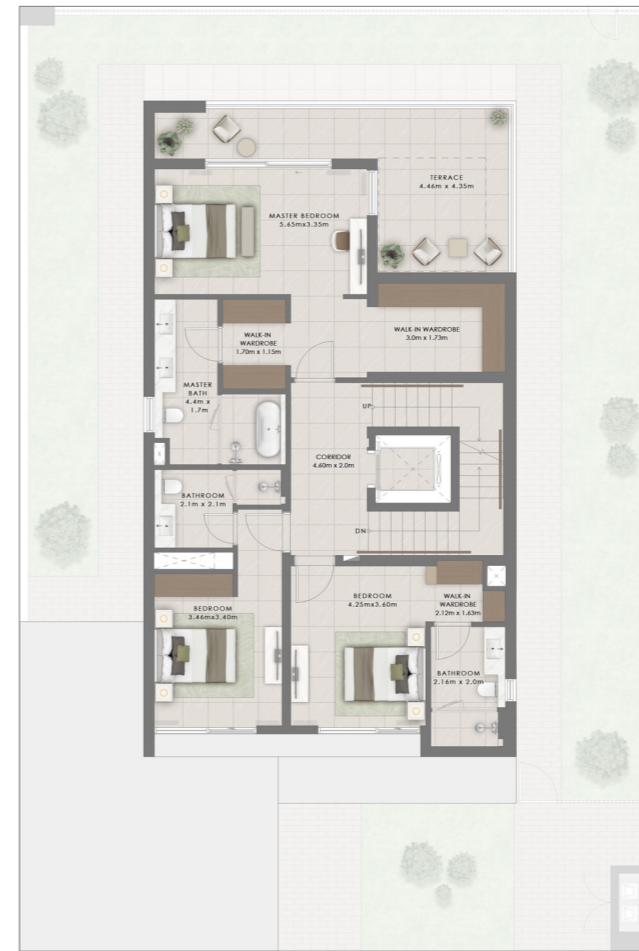 TERRACE
4.46m x 4.35m
MASTER BEDROOM
5.65mx3.35m
WALK-IN
WARDROBE
1.70m x 1.15m
WALK-IN WARDROBE
3.0m x 1.73m
MASTER
BATH
4.4m x
1.7m
UP
CORRIDOR
4.60m x 2.0m
BATHROOM
2.1m x 2.1m
DN
BEDROOM
3.46mx3.40m
BEDROOM
4.25mx3.60m
WALK-IN
WARDROBE
2.12m x 1.63m
BATHROOM
2.16m x 2.0m